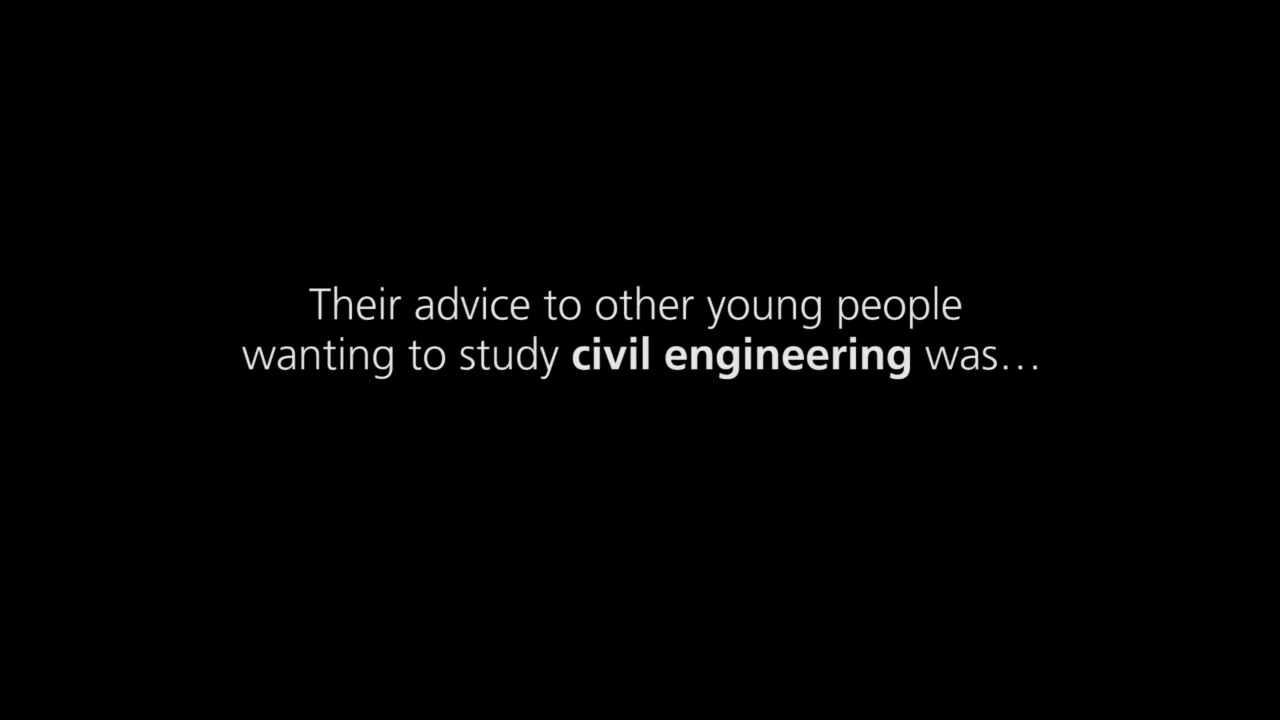 Their advice to other young people
wanting to study civil engineering was…